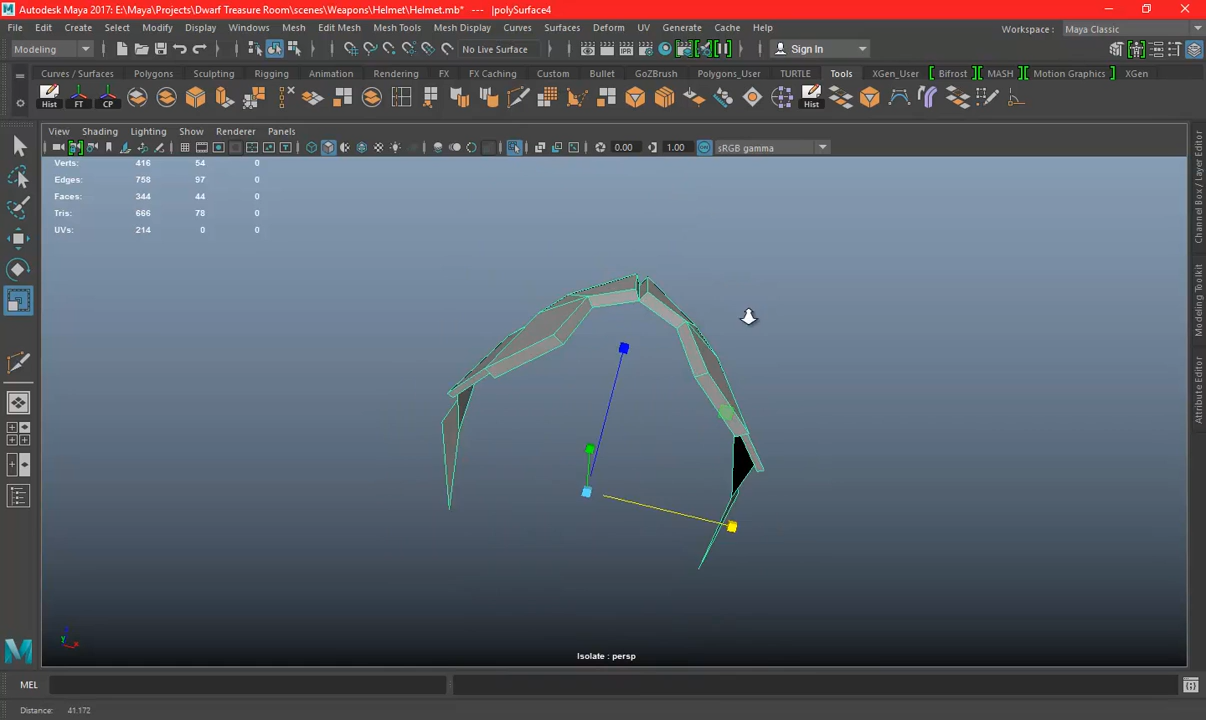 Autodesk Maya 2017: E:\Maya\Projects\Dwarf Treasure Room\scenes\Weapons\Helmet\Helmet.mb* --- |polySurface4
File Edit Create Select Modify Display Windows Mesh Edit Mesh Mesh Tools Mesh Display Curves Surfaces Deform UV Generate Cache Help Workspace : Maya Classic
Modeling No Live Surface Sign In
Curves / Surfaces Polygons Sculpting Rigging Animation Rendering FX FX Caching Custom Bullet GoZBrush Polygons_User TURTLE Tools XGen_User Bifrost MASH Motion Graphics XGen
Hist FT CP Hist
View Shading Lighting Show Renderer Panels
0.00 1.00 sRGB gamma
Verts: 416 54 0
Edges: 758 97 0
Faces: 344 44 0
Tris: 666 78 0
UVs: 214 0 0
Channel Box / Layer Editor
Modeling Toolkit
Attribute Editor
y x
Isolate : persp
MEL
Distance: 41.172